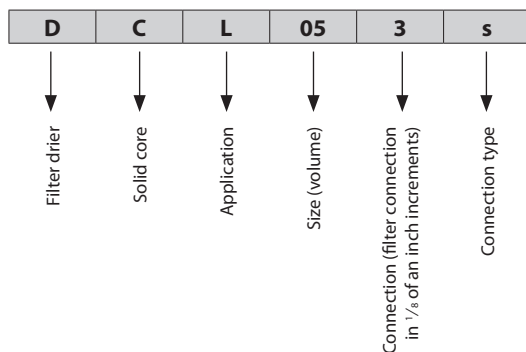 D C L 05 3 s
Filter drier
Solid core
Application
Size (volume)
Connection (filter connection
in 1/8 of an inch increments)
Connection type